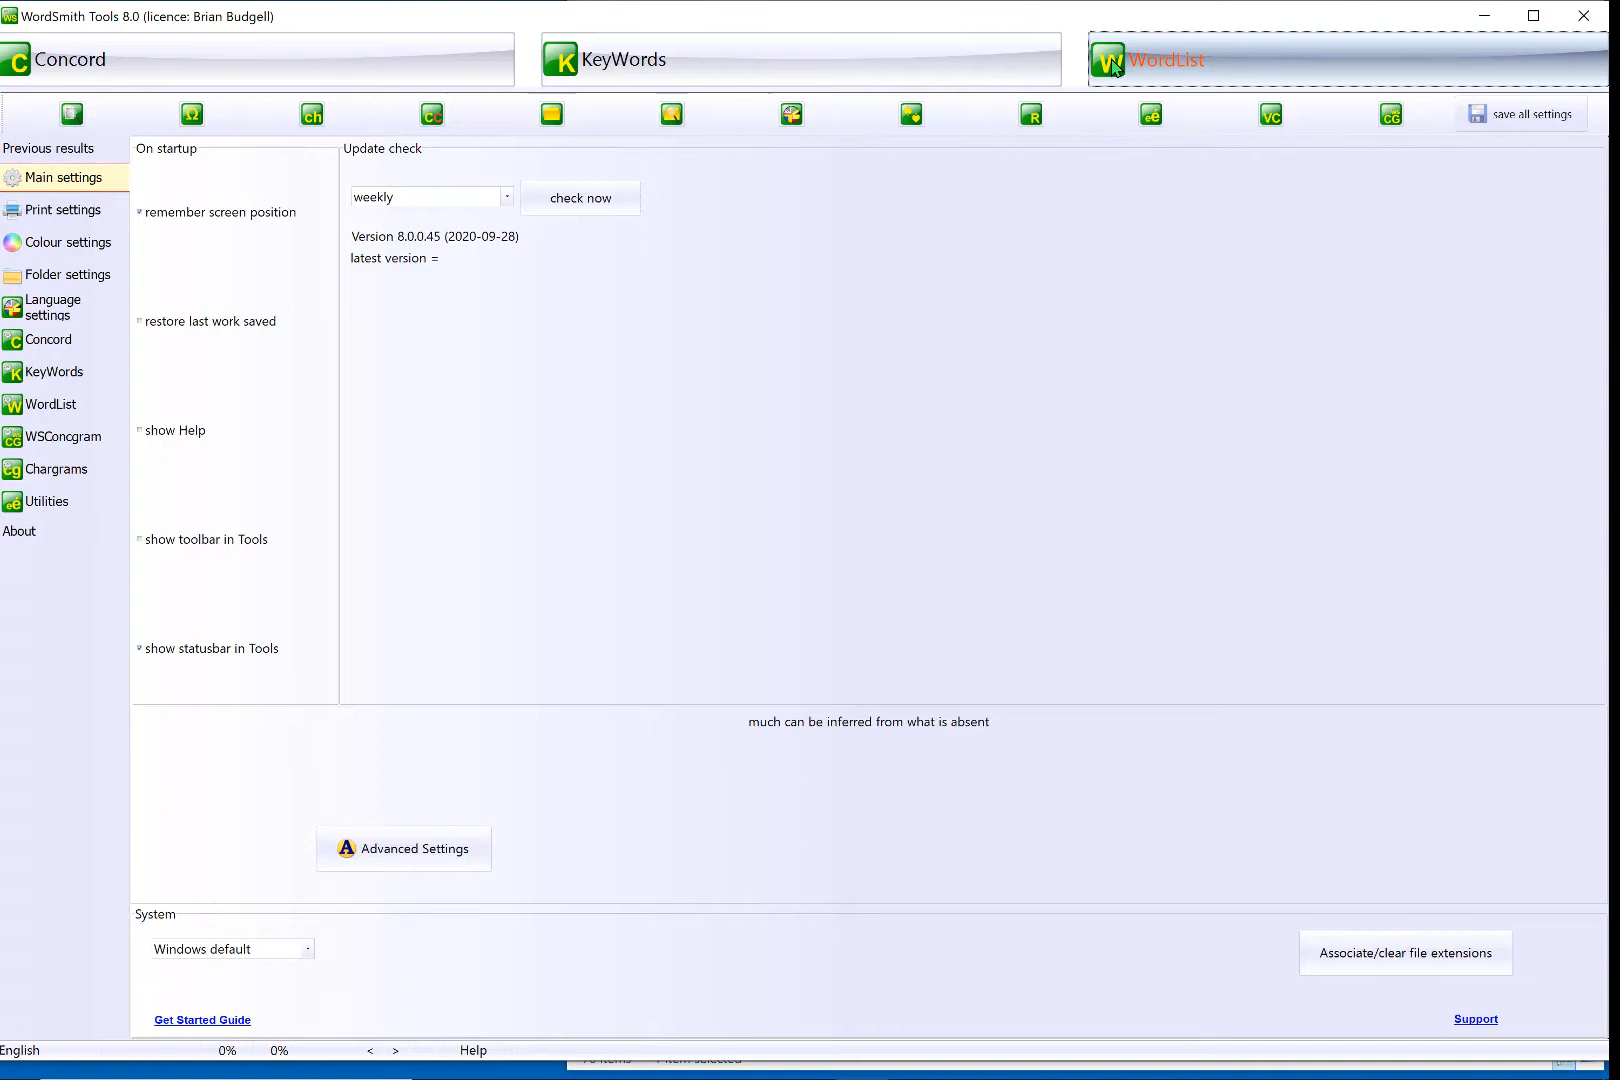 WordSmith Tools 8.0 (licence: Brian Budgell)
Concord
KeyWords
WordList
save all settings
Previous results
Main settings
Print settings
Colour settings
Folder settings
Language
settings
Concord
KeyWords
WordList
WSConcgram
Chargrams
Utilities
About
On startup
remember screen position
restore last work saved
show Help
show toolbar in Tools
show statusbar in Tools
Update check
weekly
check now
Version 8.0.0.45 (2020-09-28)
latest version =
much can be inferred from what is absent
Advanced Settings
System
Windows default
Associate/clear file extensions
Get Started Guide
Support
English 0% 0% < > Help